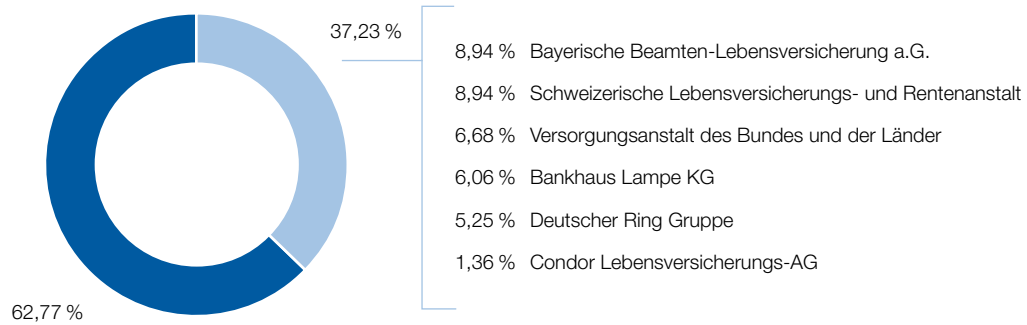 37,23 %
8,94 % Bayerische Beamten-Lebensversicherung a.G.
8,94 % Schweizerische Lebensversicherungs- und Rentenanstalt
6,68 % Versorgungsanstalt des Bundes und der Länder
6,06 % Bankhaus Lampe KG
5,25 % Deutscher Ring Gruppe
1,36 % Condor Lebensversicherungs-AG
62,77 %